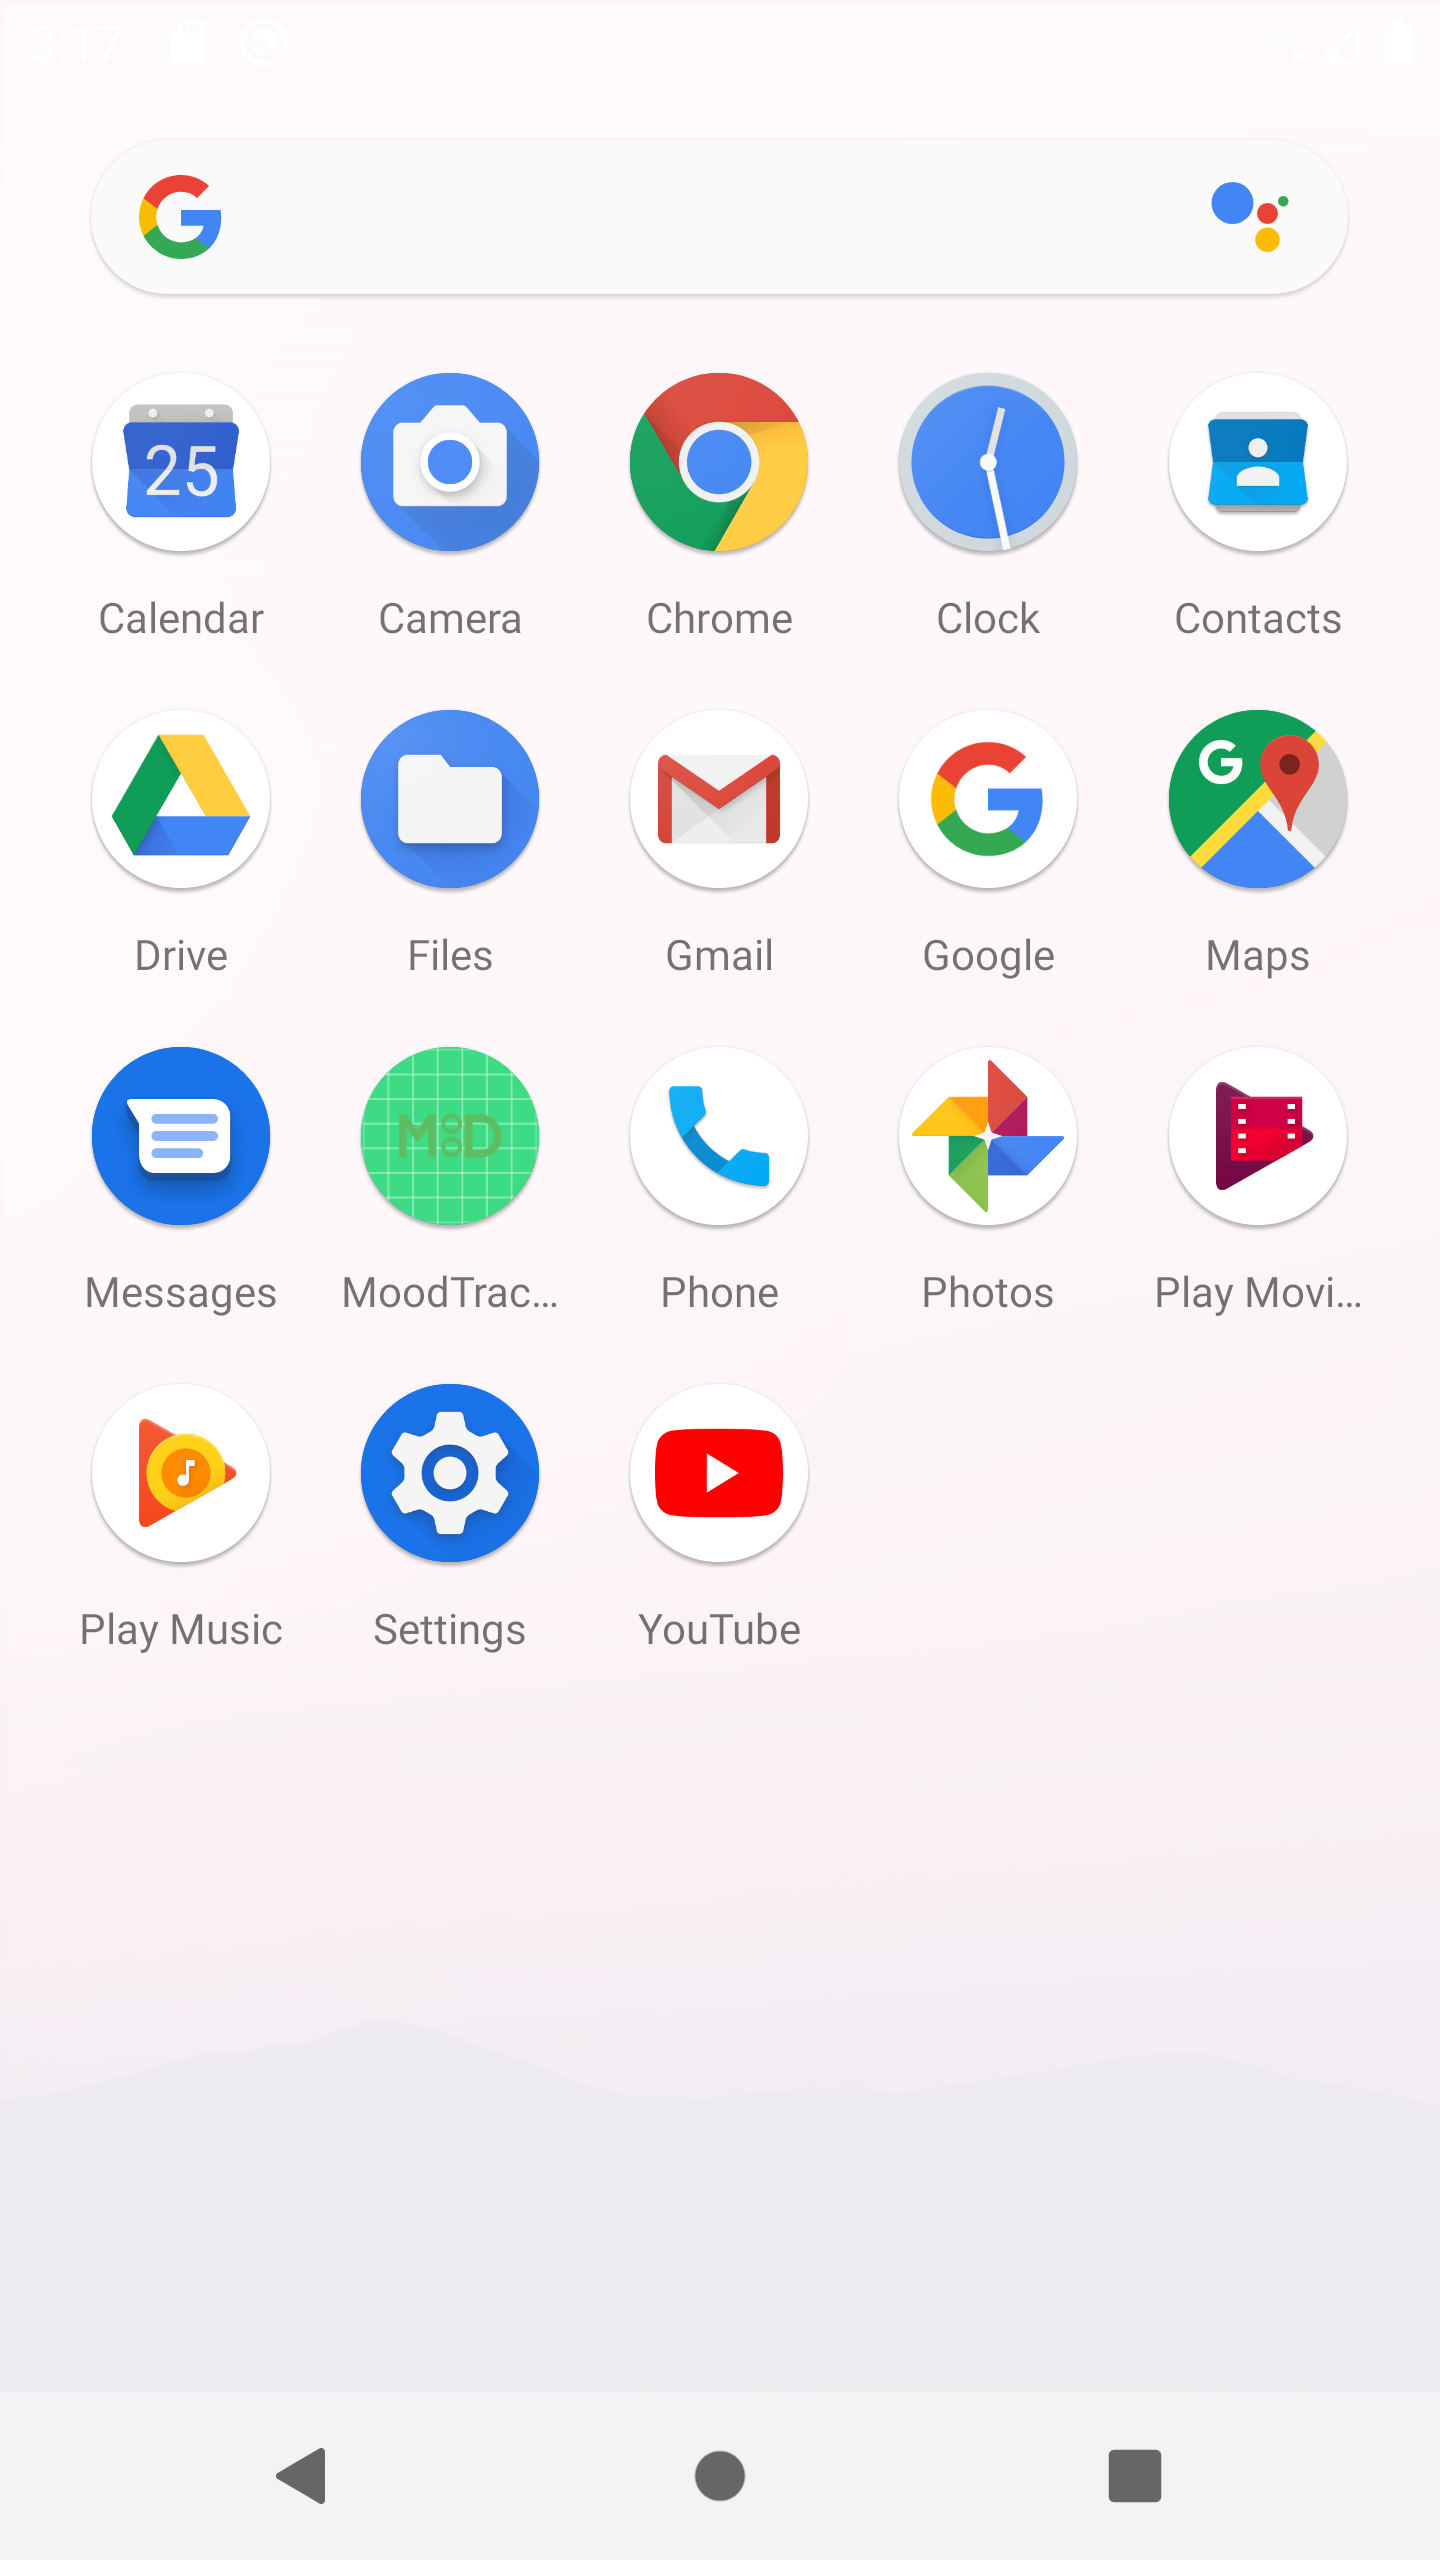 3:17
25
Calendar Camera Chrome Clock Contacts
Drive Files Gmail Google Maps
MOOD
Messages MoodTrac... Phone Photos Play Movi...
Play Music Settings YouTube